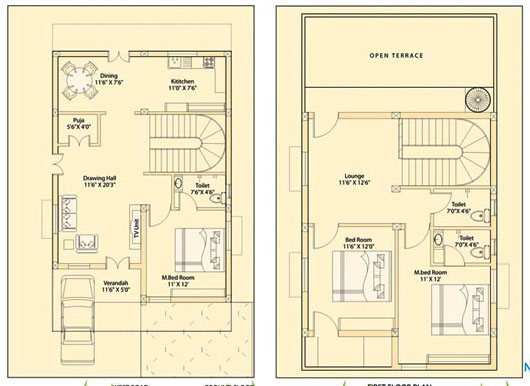 Dining
11'6" X 7'6"
Kititchen
11'0" X 7'6"
Puja
5'6"X 4'0"
Drawing Hall
11'6" X 20'3"
Toilet
7'6"X 4'6"
TV Unit
M.Bed Room
11' X 12'
Verandah
11'6"X 5'0"
OPEN TERRACE
Lounge
11'6" X 12'6"
Toilet
7'0"X 4'6"
Toilet
7'0"X 4'6"
Bed Room
11'6" X 12'0"
M.bed Room
11' X 12'
FIRST FLOOR PLAN